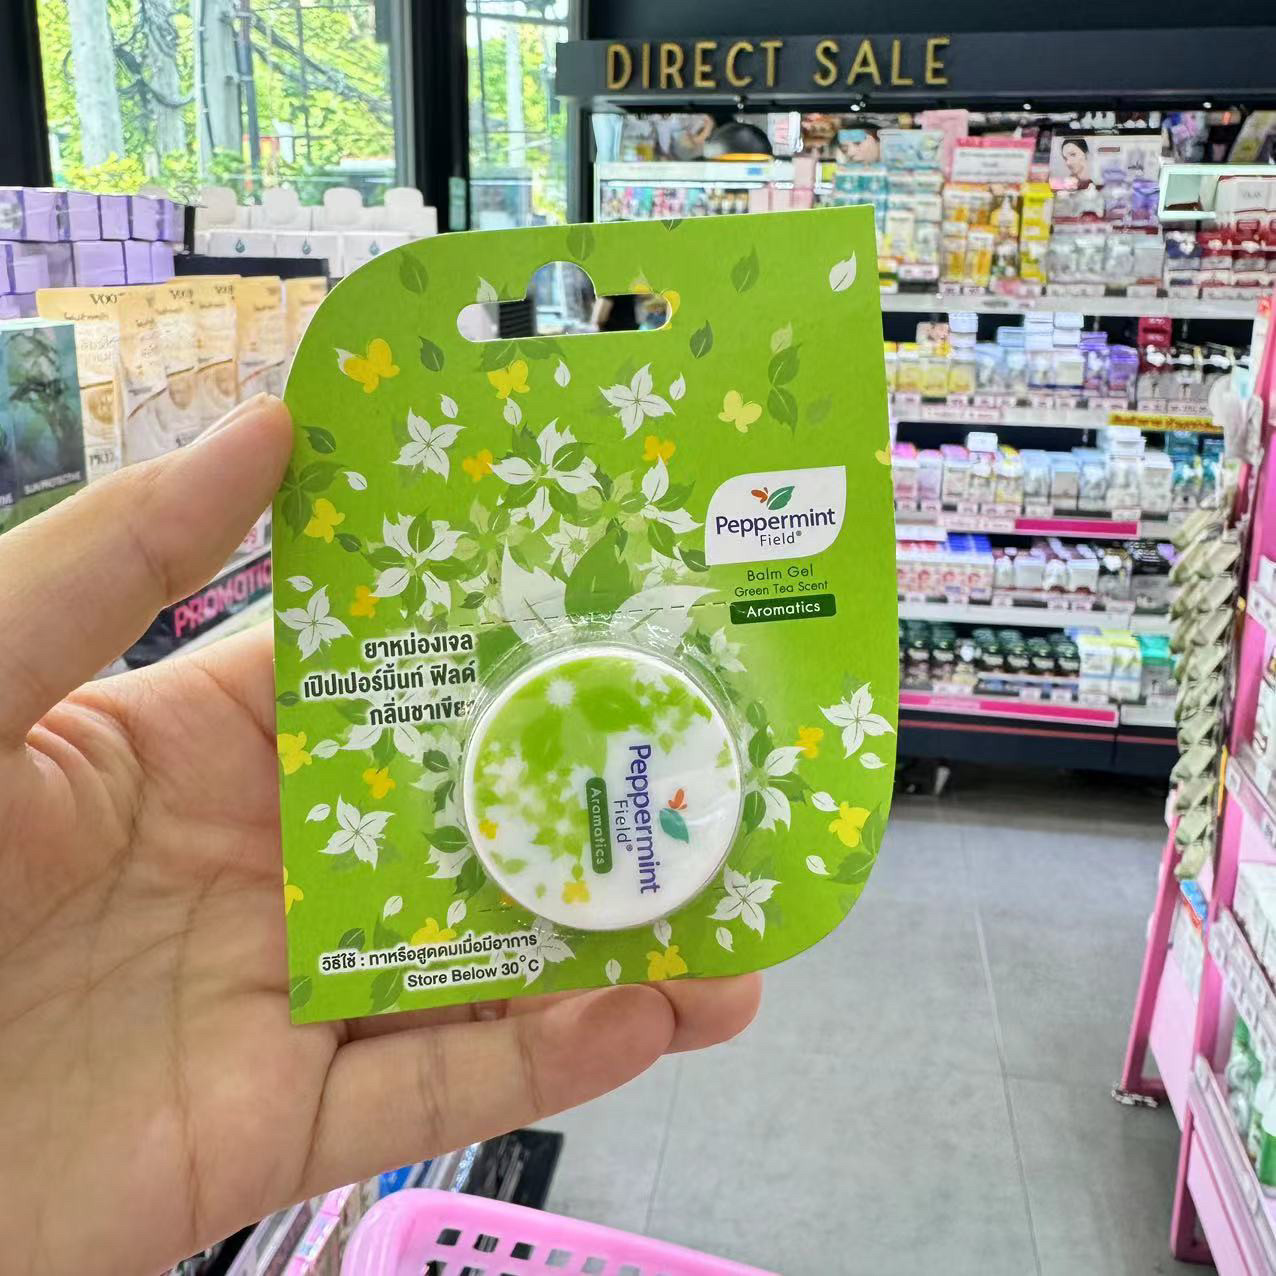 DIRECT SALE
Peppermint
Field®
Balm Gel
Green Tea Scent
Aromatics
ยาหม่องเจล
เป๊ปเปอร์มิ้นท์ ฟิลด์
กลิ่นชาเขียว
Peppermint
Field®
Aromatics
วิธีใช้ : ทาหรือสูดดมเมื่อมีอาการ
Store Below 30°C
PROMOTIO